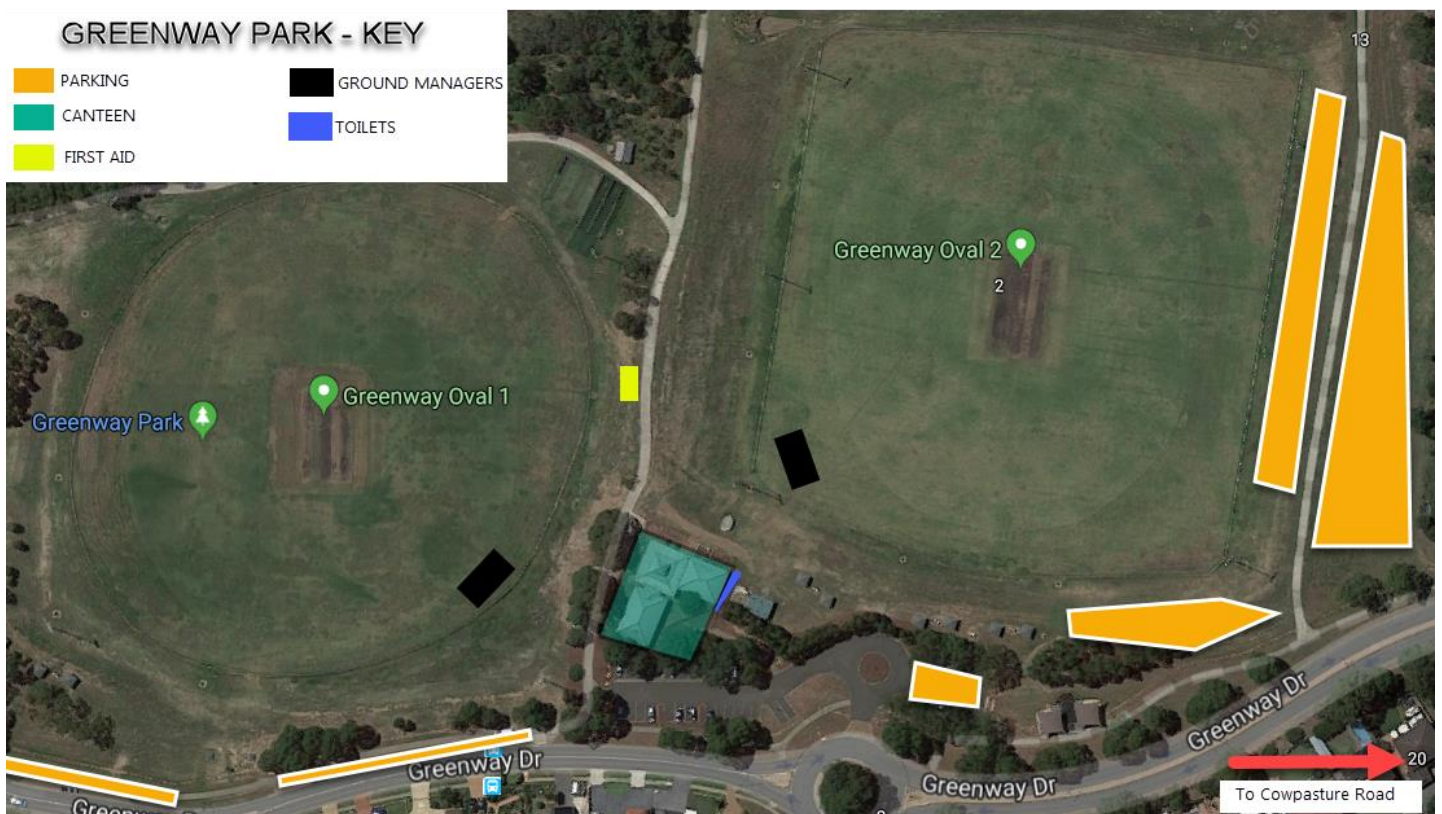 GREENWAY PARK - KEY
PARKING
GROUND MANAGERS
CANTEEN
TOILETS
FIRST AID
13
Greenway Oval 2
2
Greenway Oval 1
Greenway Park
Greenway Dr
Greenway Dr
Greenway Dr
20
To Cowpasture Road